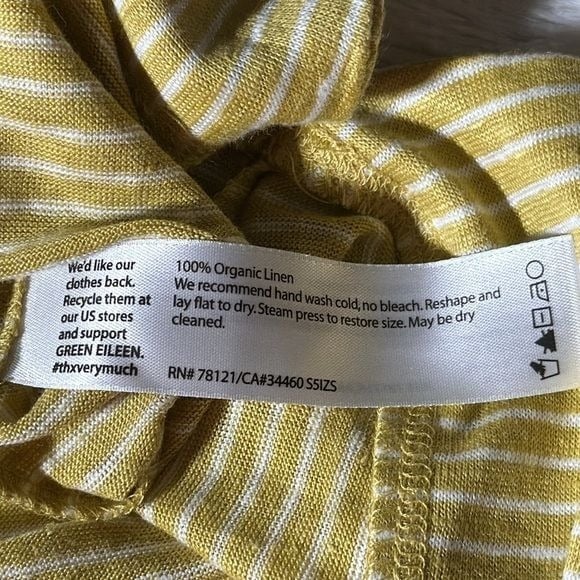 We'd like our
clothes back.
Recycle them at
our US stores
and support
GREEN EILEEN.
#thxverymuch
100% Organic Linen
We recommend hand wash cold, no bleach. Reshape and
lay flat to dry. Steam press to restore size. May be dry
cleaned.
RN# 78121/CA#34460 S5IZS